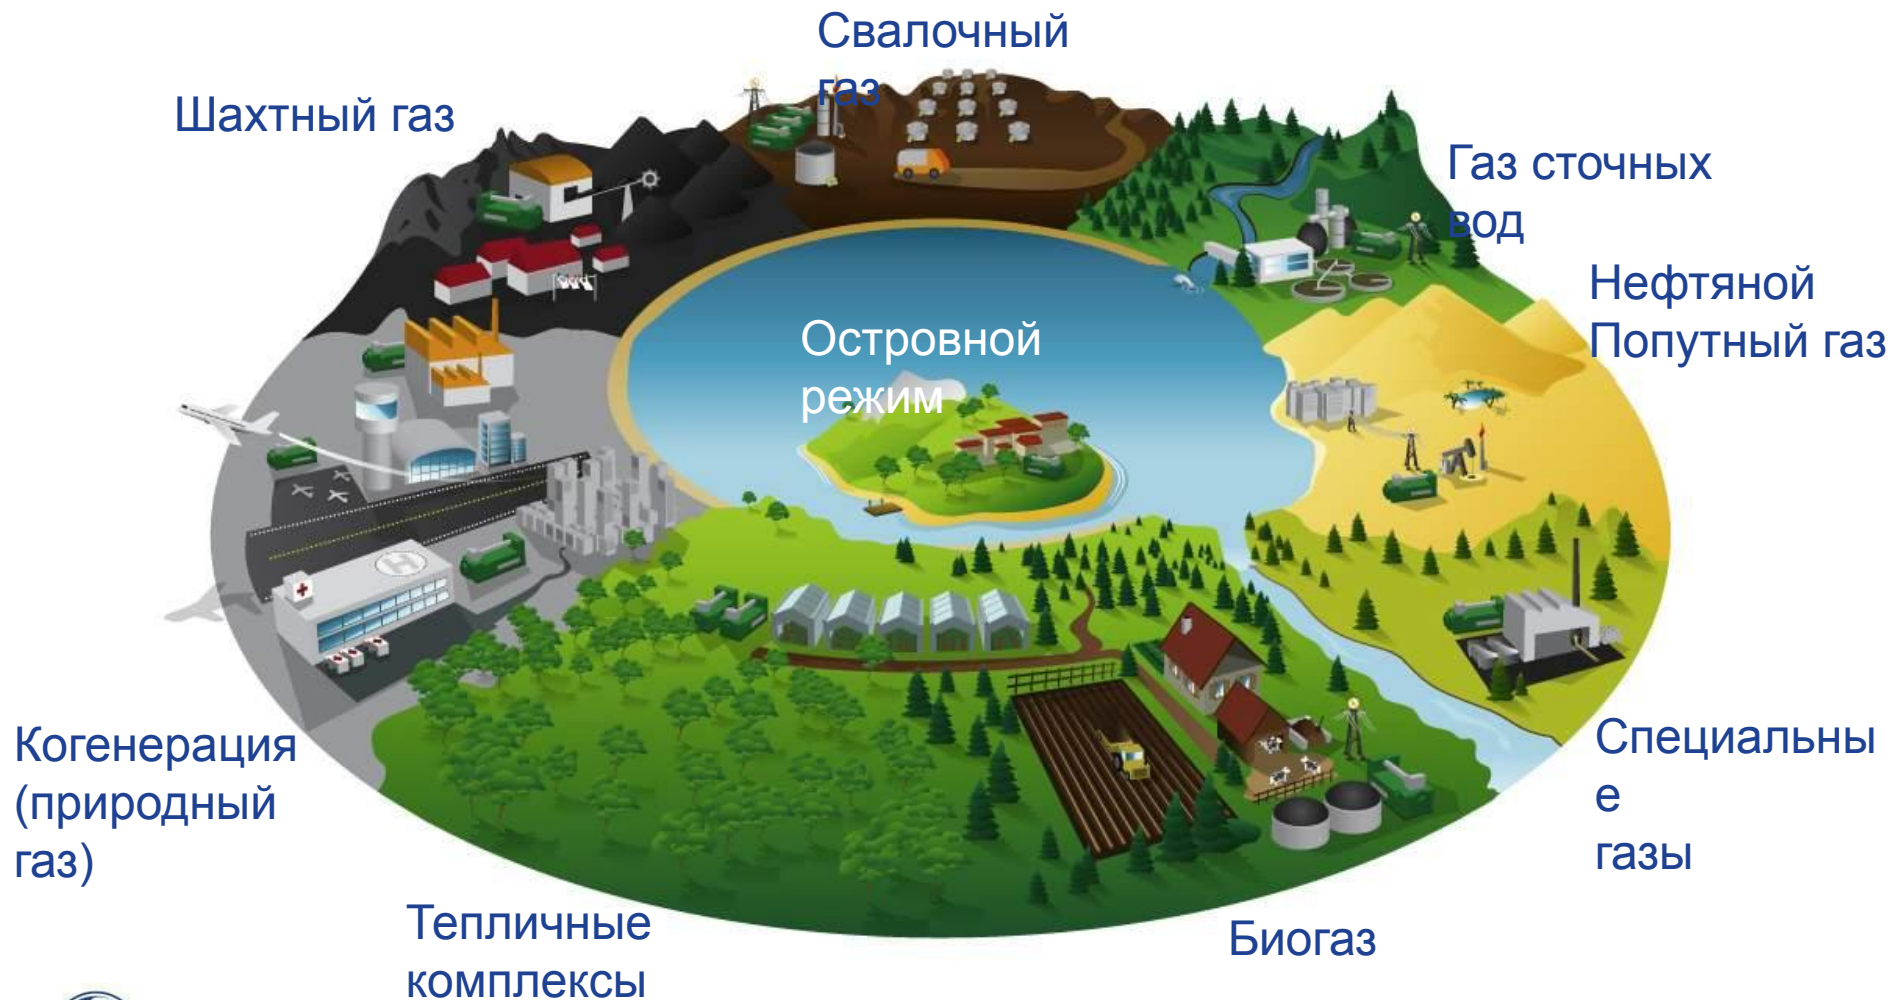 Свалочный
газ
Шахтный газ
Газ сточных
вод
Нефтяной
Попутный газ
Островной
режим
Когенерация
(природный
газ)
Специальны
е
газы
Тепличные
комплексы
Биогаз
H